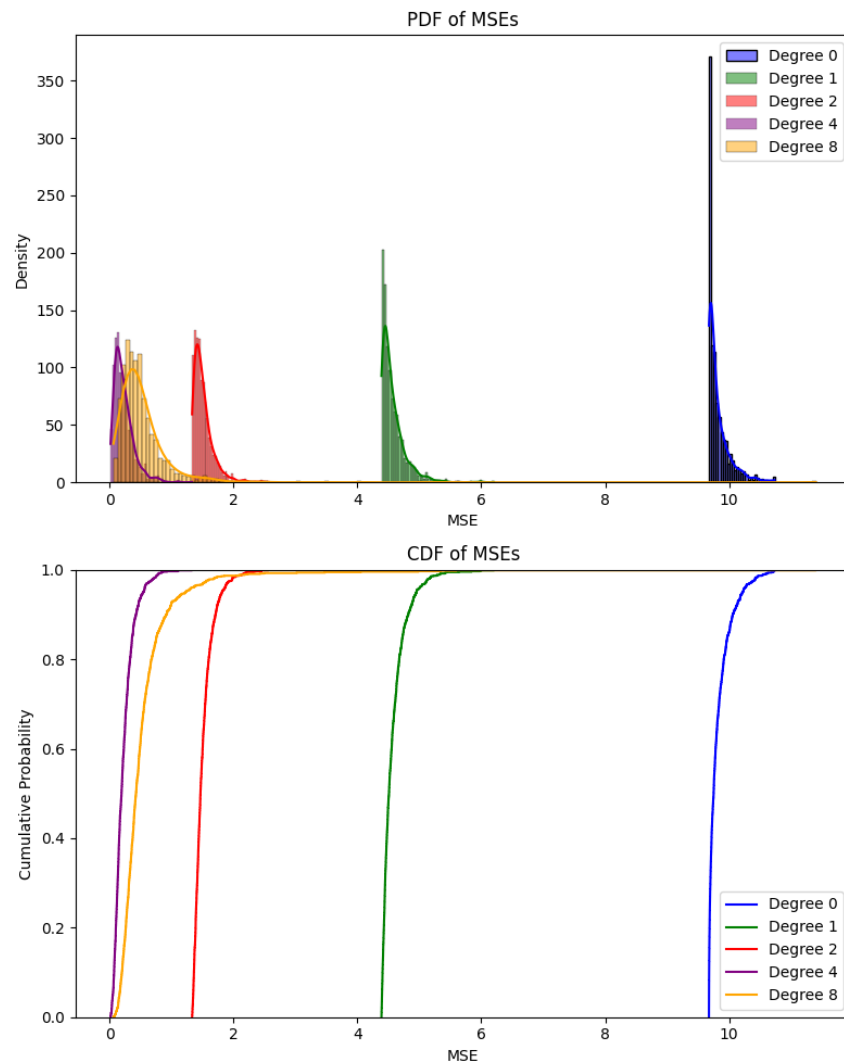 PDF of MSEs
Degree 0
Degree 1
Degree 2
Degree 4
Degree 8
350
300
250
200
150
100
50
0
Density
0
2
4
6
8
10
MSE
CDF of MSEs
1.0
0.8
0.6
0.4
0.2
0.0
Cumulative Probability
Degree 0
Degree 1
Degree 2
Degree 4
Degree 8
0
2
4
6
8
10
MSE